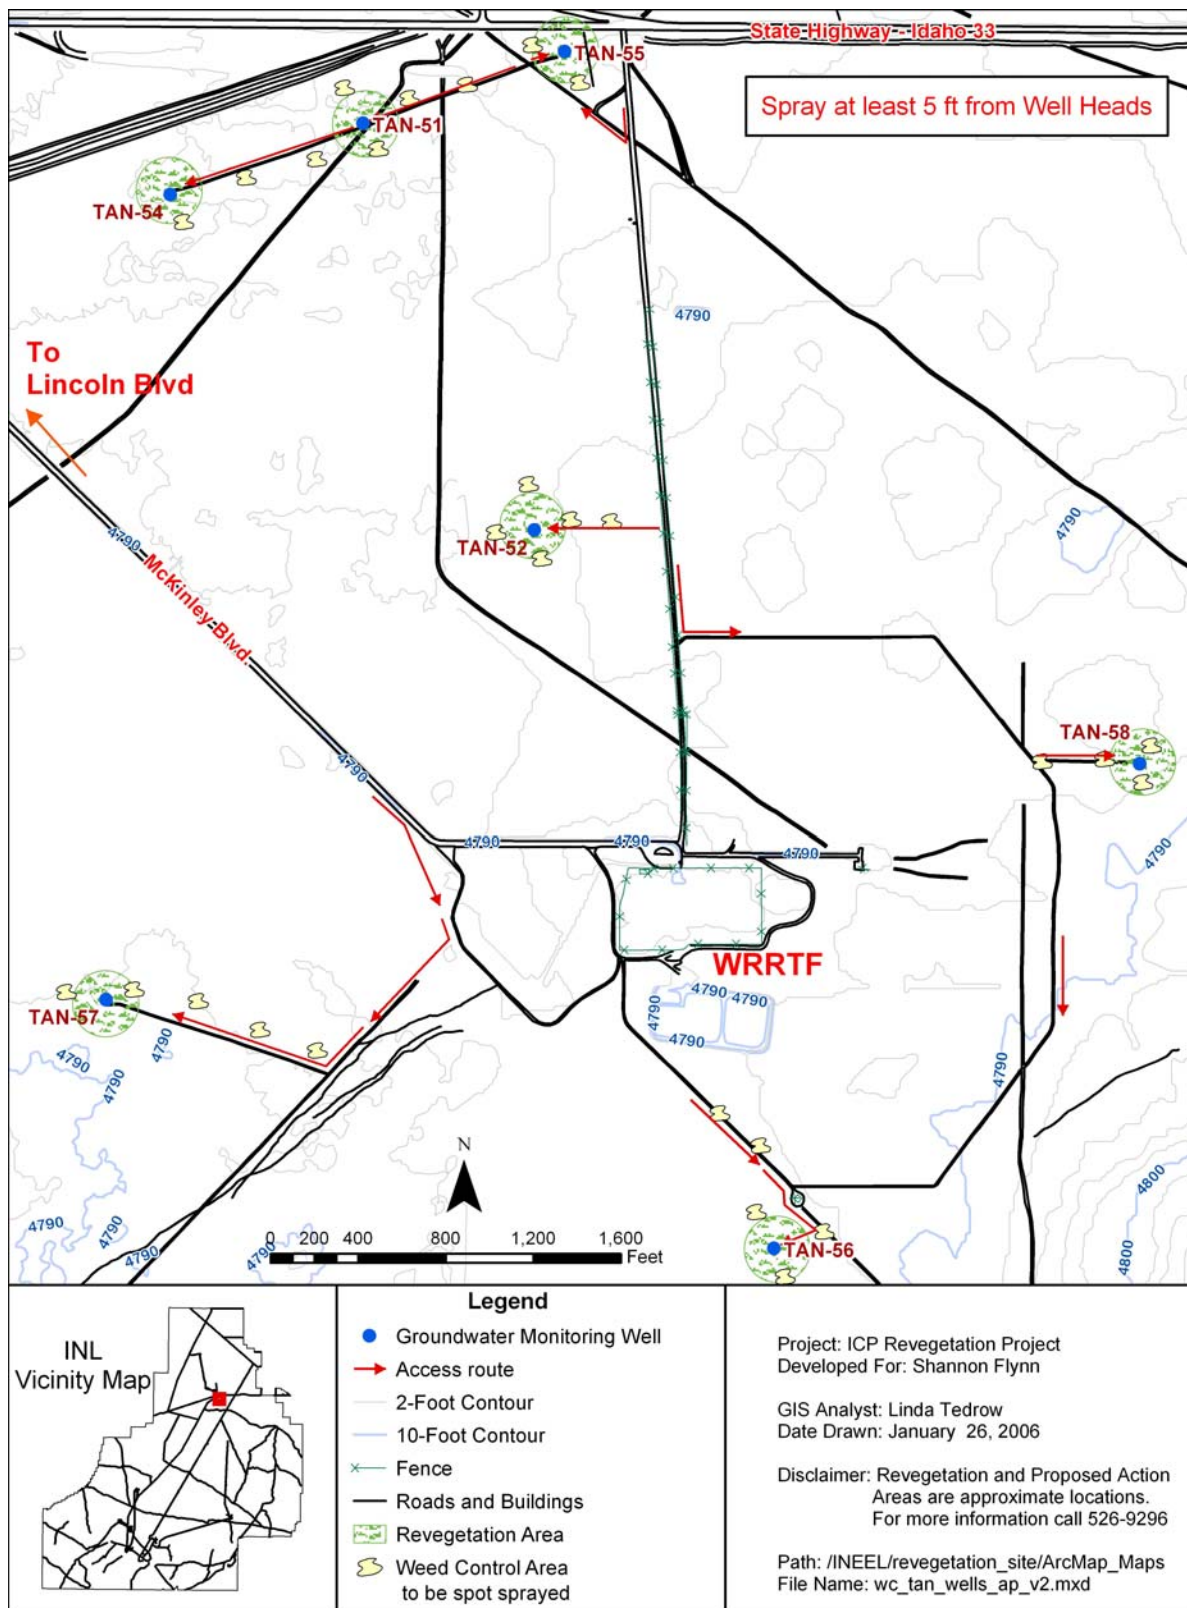 State Highway - Idaho 33
TAN-55
Spray at least 5 ft from Well Heads
TAN-51
TAN-54
4790
To
Lincoln Blvd
4790
4790
TAN-52
McKinley Blvd.
TAN-58
4790
4790
4790
4790
4790
WRRTF
4790
4790
4790
4790
TAN-57
4790
4790
4790
4790
4790
N
4800
4790
4790
4790
4790
4800
TAN-56
0 200 400 800 1,200 1,600
Feet
INL
Vicinity Map
Legend
Groundwater Monitoring Well
Access route
2-Foot Contour
10-Foot Contour
Fence
Roads and Buildings
Revegetation Area
Weed Control Area
to be spot sprayed
Project: ICP Revegetation Project
Developed For: Shannon Flynn
GIS Analyst: Linda Tedrow
Date Drawn: January 26, 2006
Disclaimer: Revegetation and Proposed Action
Areas are approximate locations.
For more information call 526-9296
Path: /INEEL/revegetation_site/ArcMap_Maps
File Name: wc_tan_wells_ap_v2.mxd